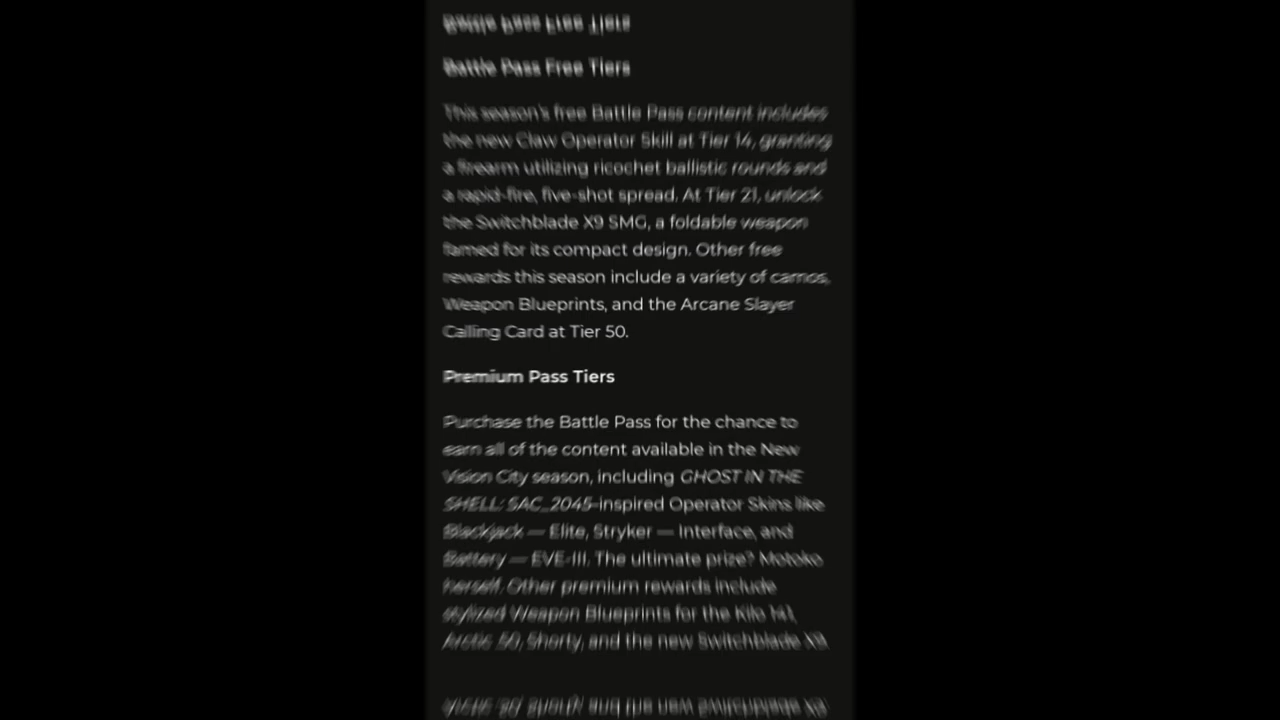 Battle Pass Free Tiers
This season's free Battle Pass content includes
the new Claw Operator Skill at Tier 14, granting
a firearm utilizing ricochet ballistic rounds and
a rapid-fire, five-shot spread. At Tier 21, unlock
the Switchblade X9 SMG, a foldable weapon
famed for its compact design. Other free
rewards this season include a variety of camos,
Weapon Blueprints, and the Arcane Slayer
Calling Card at Tier 50.
Premium Pass Tiers
Purchase the Battle Pass for the chance to
earn all of the content available in the New
Vision City season, including GHOST IN THE
SHELL: SAC_2045-inspired Operator Skins like
Blackjack — Elite, Stryker — Interface, and
Battery — EVE-III. The ultimate prize? Motoko
herself. Other premium rewards include
stylized Weapon Blueprints for the Kilo 141,
Arctic .50, Shorty, and the new Switchblade X9.